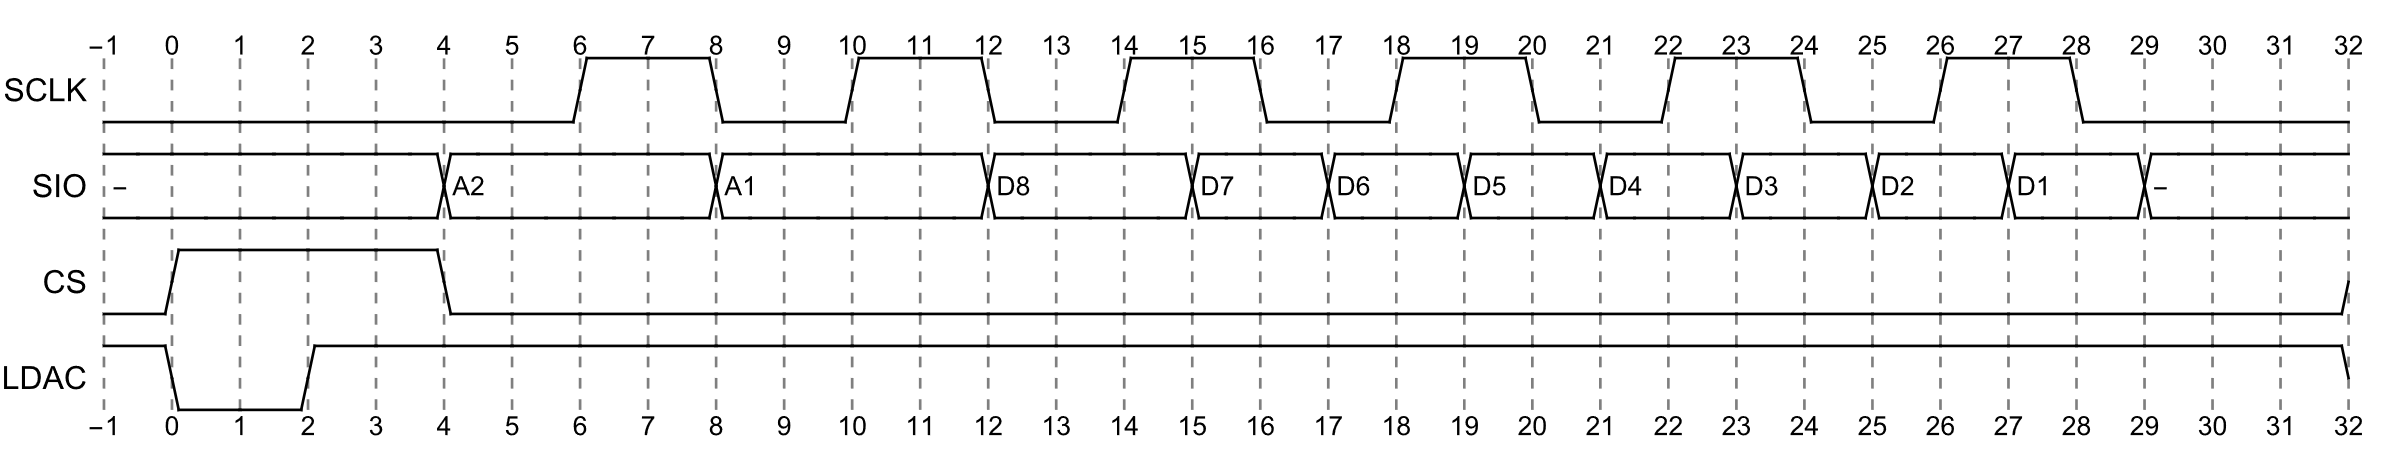 –1 0 1 2 3 4 5 6 7 8 9 10 11 12 13 14 15 16 17 18 19 20 21 22 23 24 25 26 27 28 29 30 31 32
SCLK
SIO – A2 A1 D8 D7 D6 D5 D4 D3 D2 D1 –
CS
LDAC
–1 0 1 2 3 4 5 6 7 8 9 10 11 12 13 14 15 16 17 18 19 20 21 22 23 24 25 26 27 28 29 30 31 32